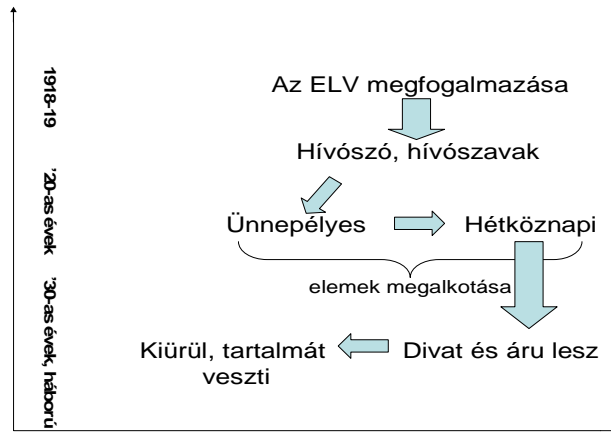 1918-19
'20-as évek
'30-as évek, háború
Az ELV megfogalmazása
Hívószó, hívószavak
Ünnepélyes
Hétköznapi
elemek megalkotása
Kiürül, tartalmát
veszti
Divat és áru lesz